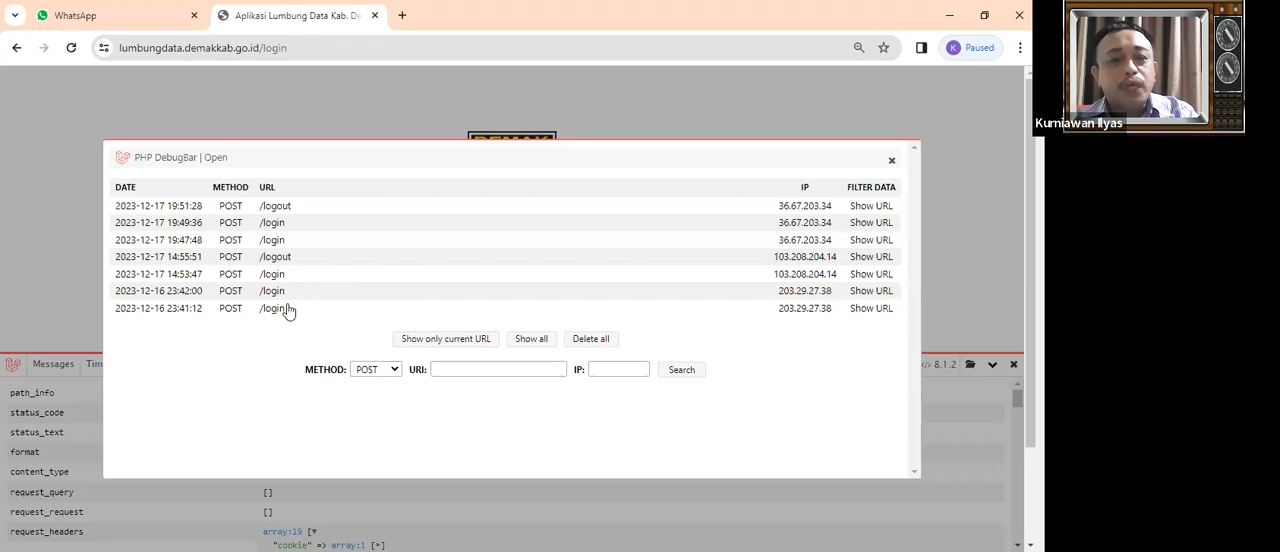 WhatsApp
Aplikasi Lumbung Data Kab. De
lumbungdata.demakkab.go.id/login
K Paused
DEMAK
Kurniawan Ilyas
PHP DebugBar | Open
DATE METHOD URL IP FILTER DATA
2023-12-17 19:51:28 POST /logout 36.67.203.34 Show URL
2023-12-17 19:49:36 POST /login 36.67.203.34 Show URL
2023-12-17 19:47:48 POST /login 36.67.203.34 Show URL
2023-12-17 14:55:51 POST /logout 103.208.204.14 Show URL
2023-12-17 14:53:47 POST /login 103.208.204.14 Show URL
2023-12-16 23:42:00 POST /login 203.29.27.38 Show URL
2023-12-16 23:41:12 POST /login 203.29.27.38 Show URL
Show only current URL Show all Delete all
METHOD: POST URI: IP: Search
Messages Tim </> 8.1.2
path_info
status_code
status_text
format
content_type
request_query []
request_request []
request_headers array:19 [
"cookie" => array:1 [